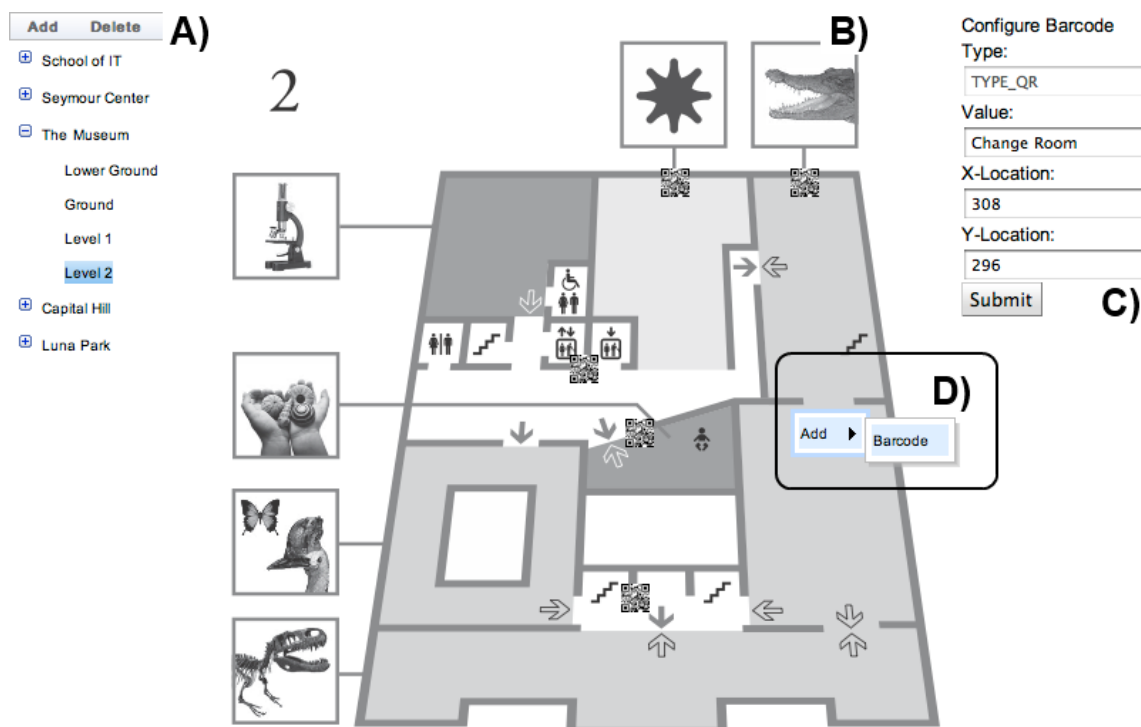 Add Delete
A)
School of IT
Seymour Center
The Museum
Lower Ground
Ground
Level 1
Level 2
Capital Hill
Luna Park
2
B)
Configure Barcode
Type:
TYPE_QR
Value:
Change Room
X-Location:
308
Y-Location:
296
Submit
C)
D)
Add
Barcode